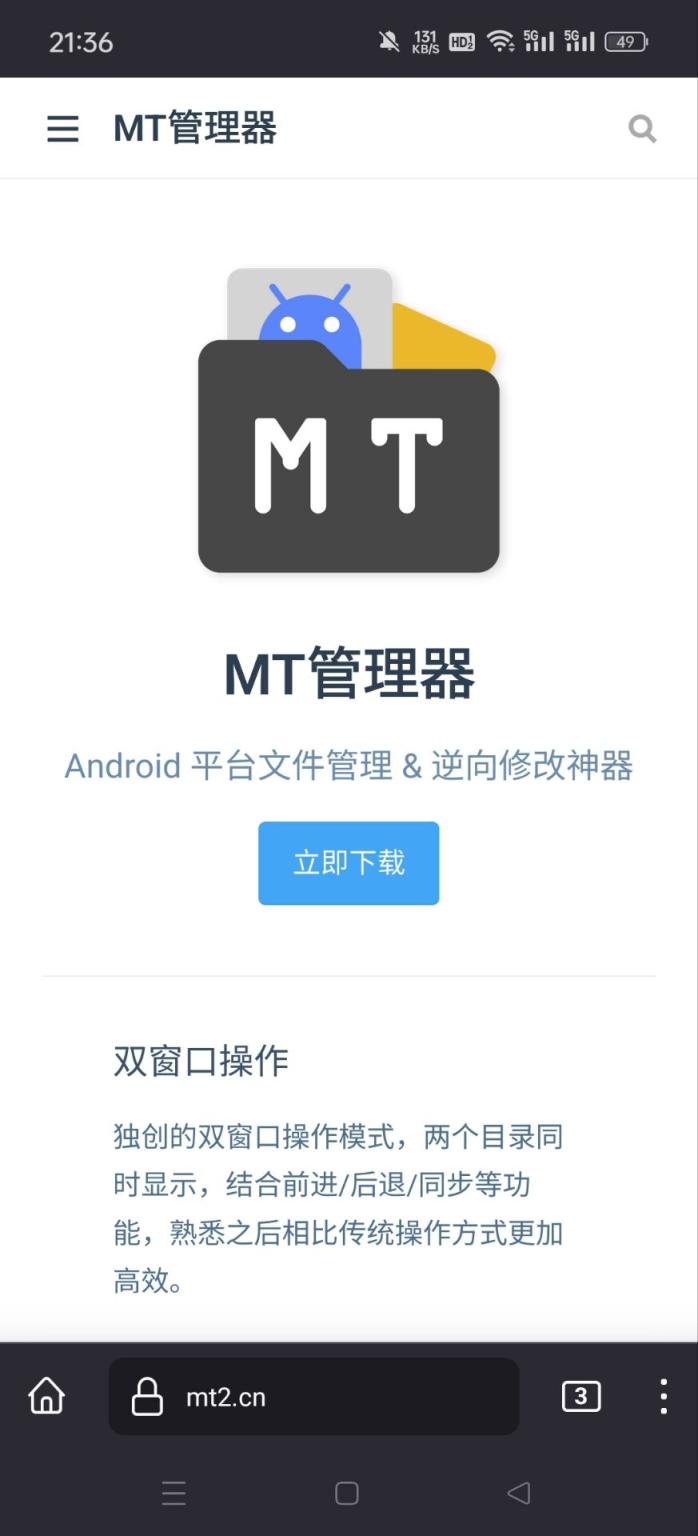 21:36
131 KB/S HD 1 2 5G 5G 49
MT管理器
MT
MT管理器
Android 平台文件管理 & 逆向修改神器
立即下载
双窗口操作
独创的双窗口操作模式，两个目录同
时显示，结合前进/后退/同步等功
能，熟悉之后相比传统操作方式更加
高效。
mt2.cn
3